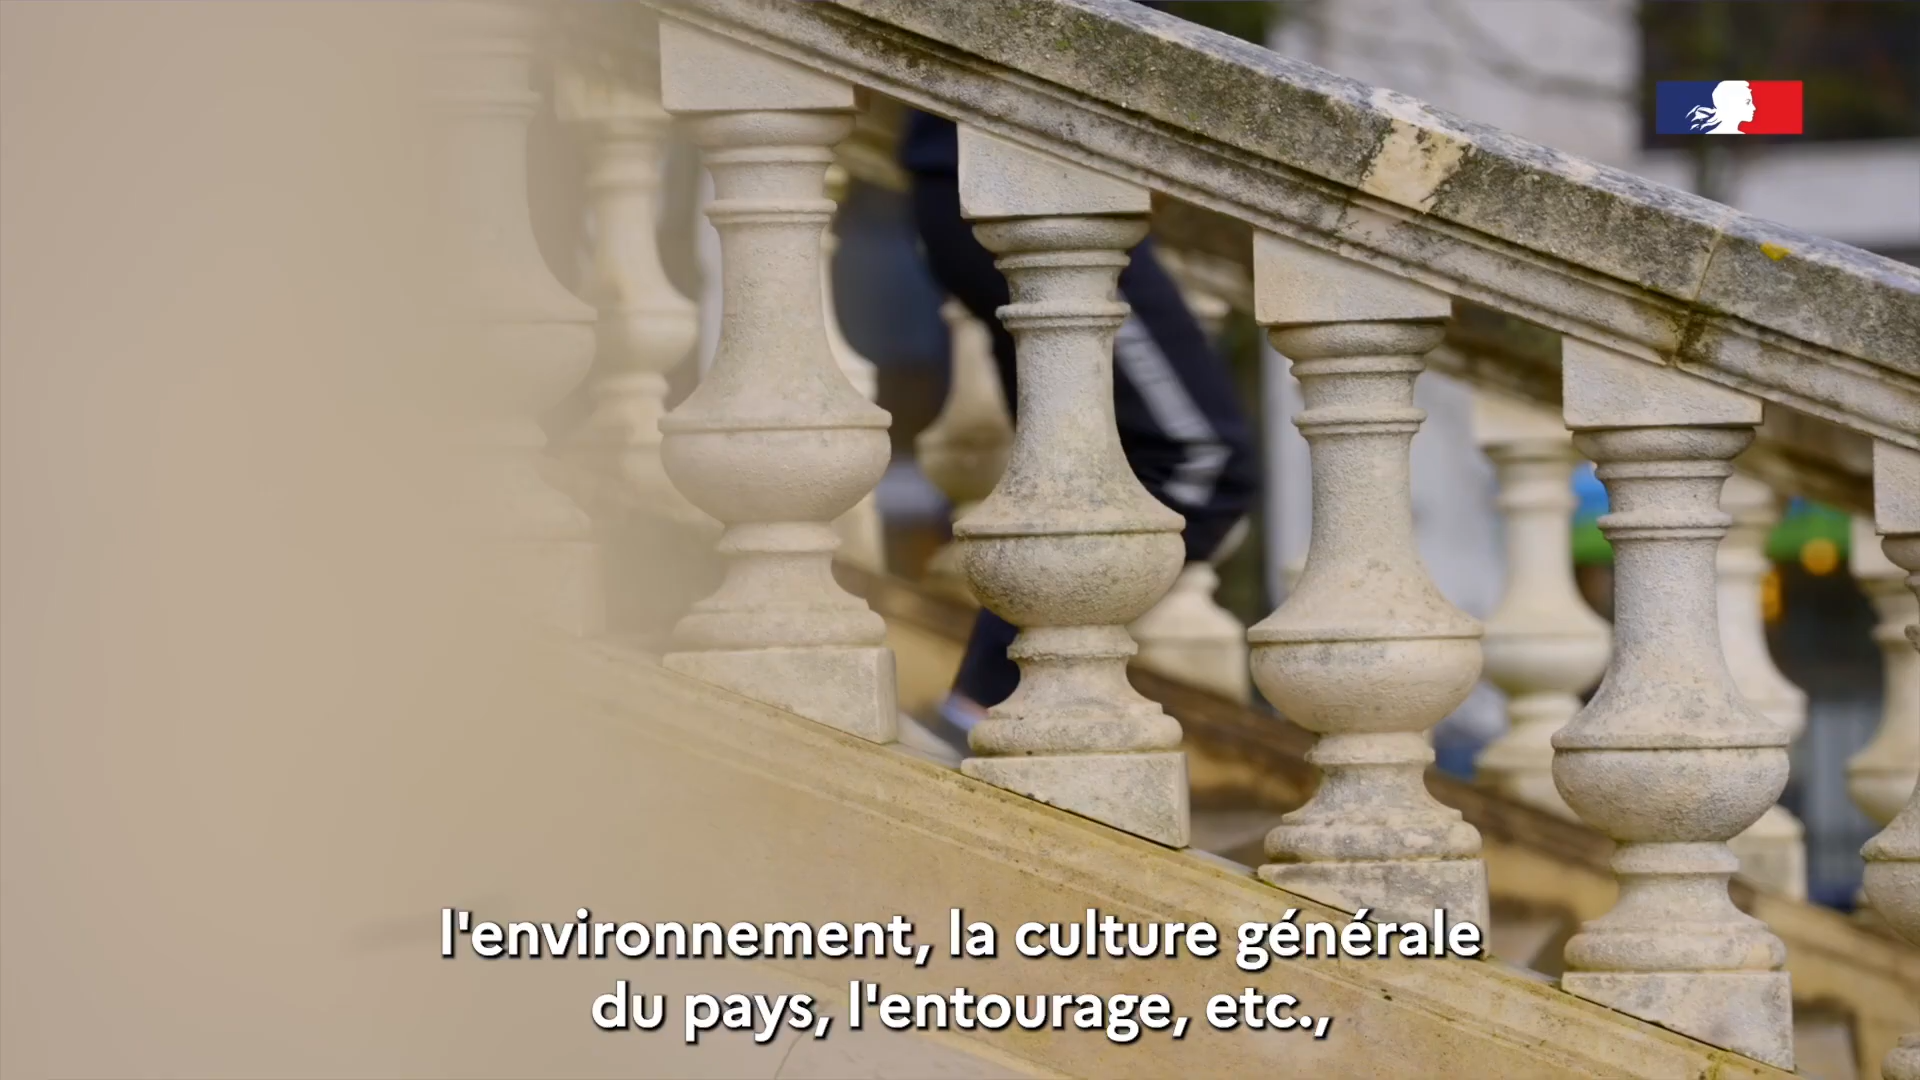 l'environnement, la culture générale
du pays, l'entourage, etc.,